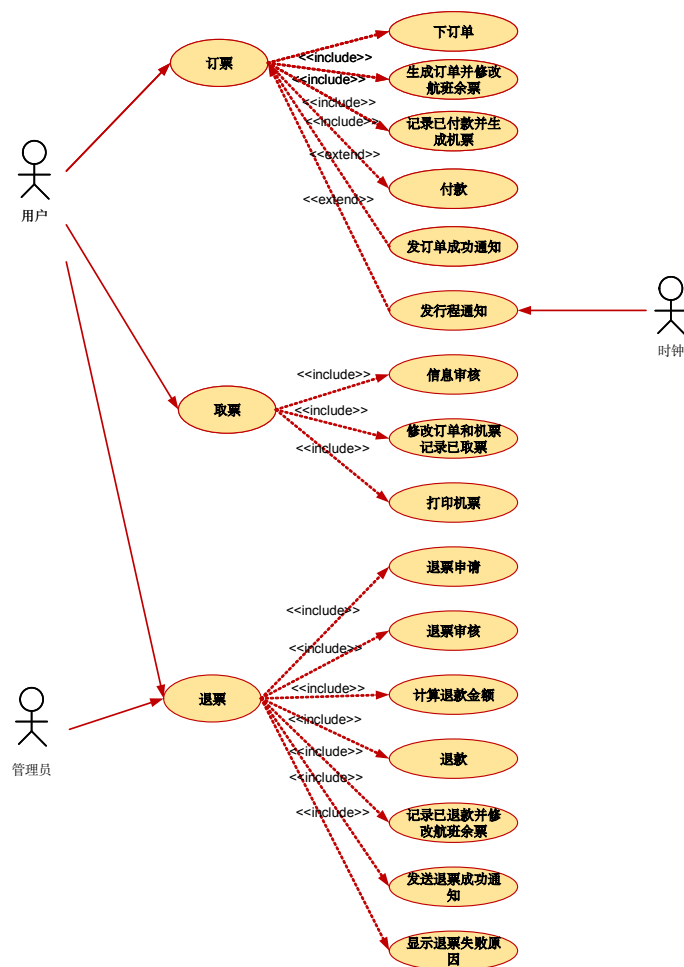 下订单
订票
<<include>>
生成订单并修改
航班余票
<<include>>
<<include>>
记录已付款并生
成机票
<<include>>
<<extend>>
付款
<<extend>>
用户
发订单成功通知
发行程通知
时钟
<<include>>
信息审核
取票
<<include>>
修改订单和机票
记录已取票
<<include>>
打印机票
退票申请
<<include>>
退票审核
<<include>>
退票
<<include>>
计算退款金额
<<include>>
管理员
<<include>>
退款
<<include>>
<<include>>
记录已退款并修
改航班余票
发送退票成功通
知
显示退票失败原
因